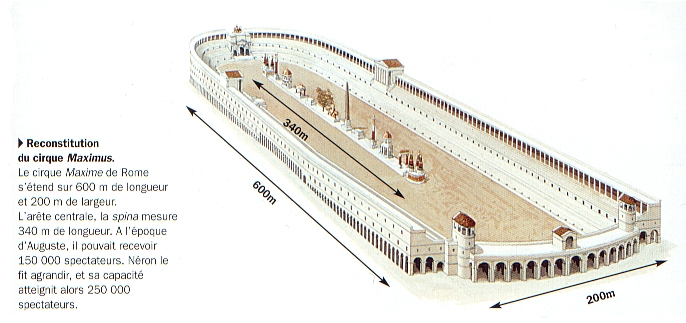 Reconstitution
du cirque Maximus.
Le cirque Maxime de Rome
s'étend sur 600 m de longueur
et 200 m de largeur.
L'arête centrale, la spina mesure
340 m de longueur. A l'époque
d'Auguste, il pouvait recevoir
150 000 spectateurs. Néron le
fit agrandir, et sa capacité
atteignit alors 250 000
spectateurs.
340m
600m
200m